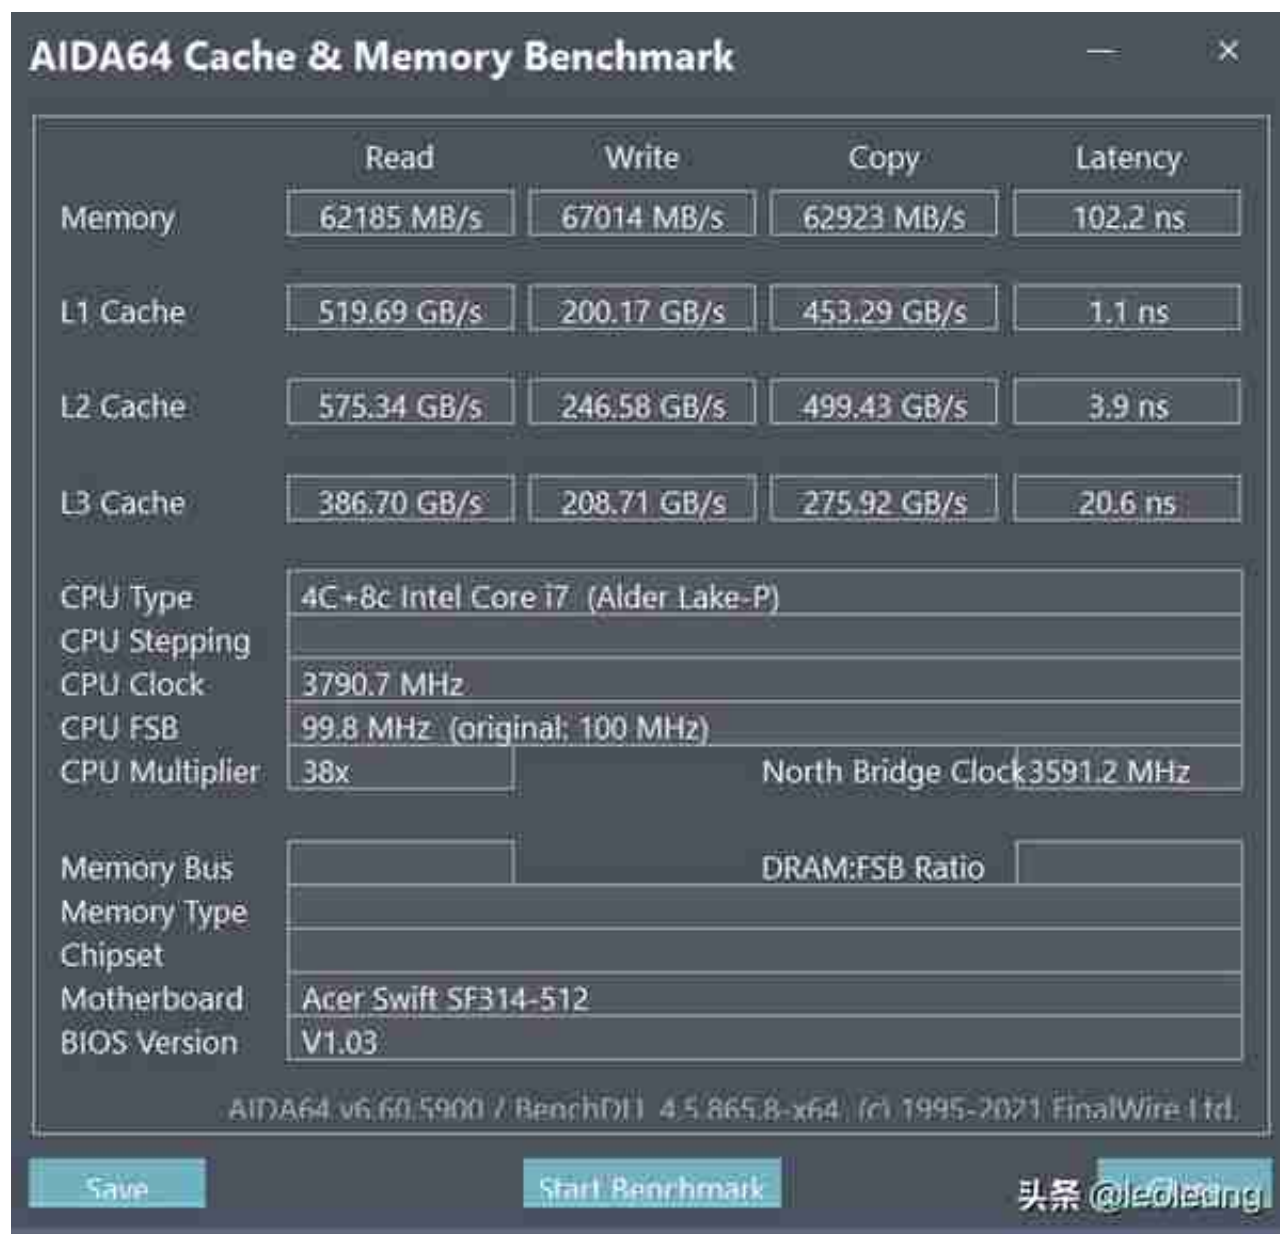 AIDA64 Cache & Memory Benchmark
Read Write Copy Latency
Memory 62185 MB/s 67014 MB/s 62923 MB/s 102.2 ns
L1 Cache 519.69 GB/s 200.17 GB/s 453.29 GB/s 1.1 ns
L2 Cache 575.34 GB/s 246.58 GB/s 499.43 GB/s 3.9 ns
L3 Cache 386.70 GB/s 208.71 GB/s 275.92 GB/s 20.6 ns
CPU Type 4C+8c Intel Core i7 (Alder Lake-P)
CPU Stepping
CPU Clock 3790.7 MHz
CPU FSB 99.8 MHz (original: 100 MHz)
CPU Multiplier 38x North Bridge Clock 3591.2 MHz
Memory Bus DRAM:FSB Ratio
Memory Type
Chipset
Motherboard Acer Swift SF314-512
BIOS Version V1.03
AIDA64 v6.60.5900 / BenchDLL 4.5.865.8-x64 (c) 1995-2021 FinalWire Ltd.
Save Start Benchmark
头条 @leoleung